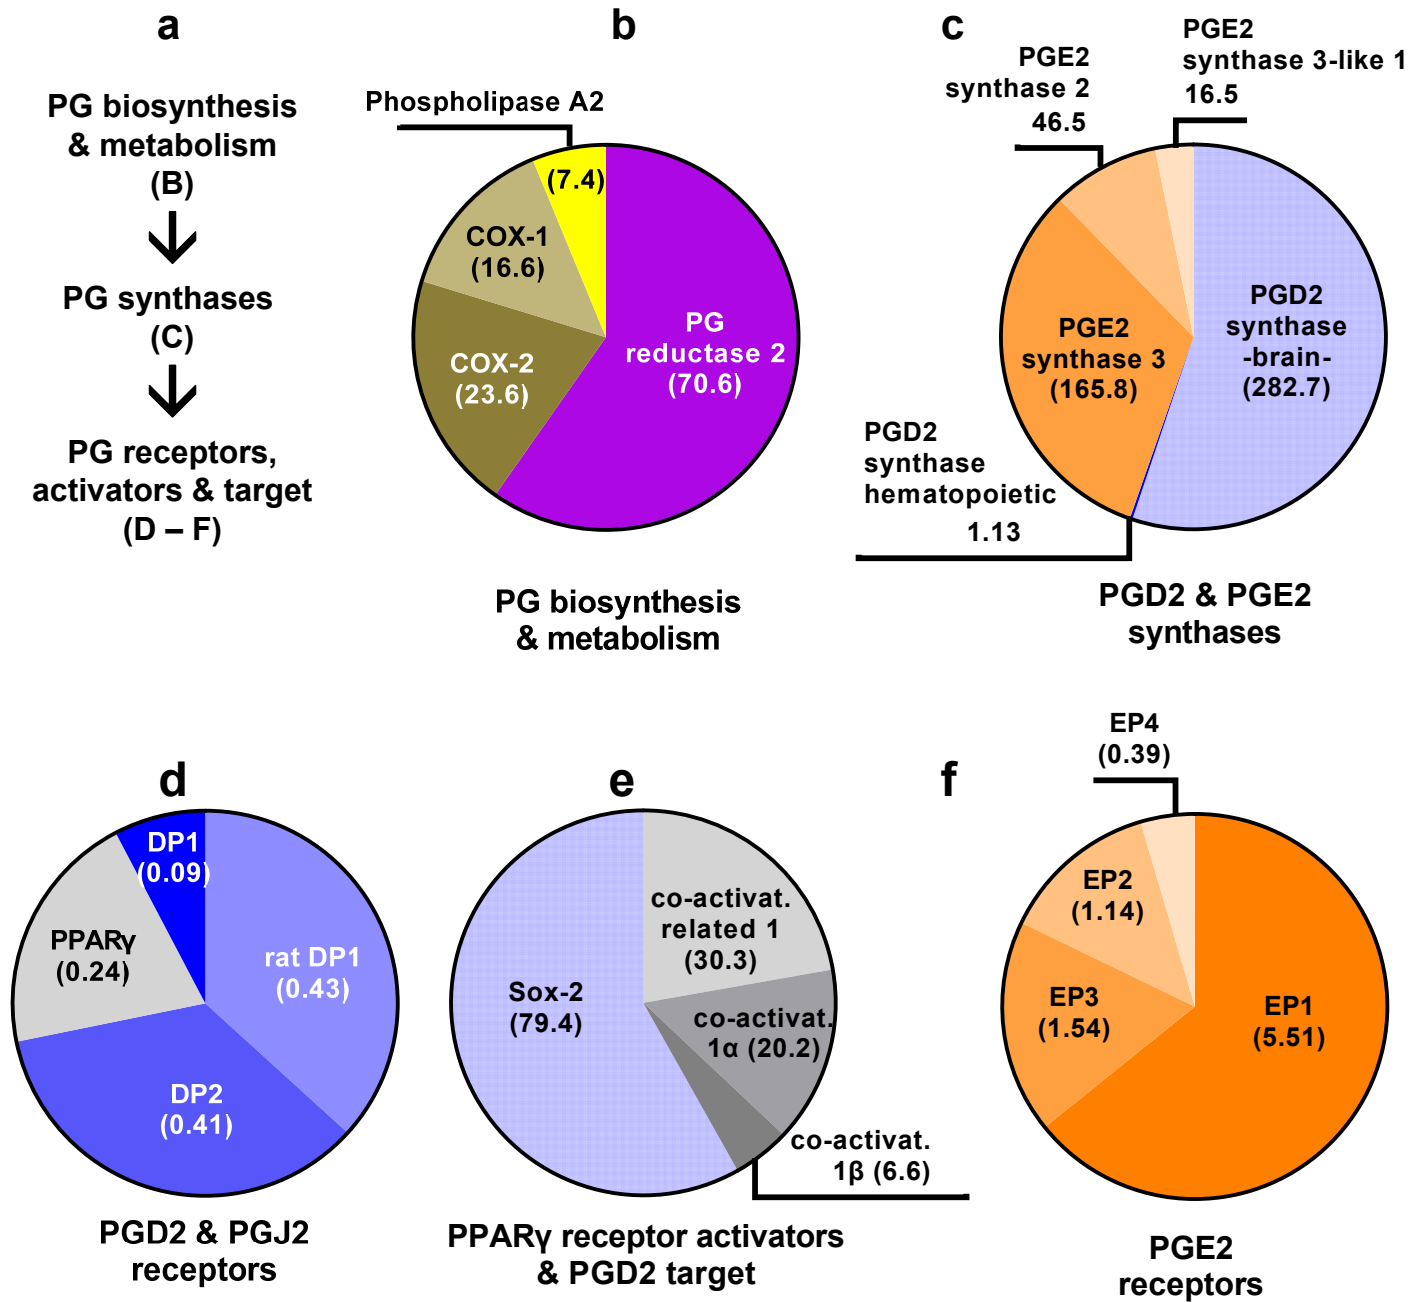 a
PG biosynthesis
& metabolism
(B)
PG synthases
(C)
PG receptors,
activators & target
(D – F)
b
Phospholipase A2
(7.4)
COX-1
(16.6)
COX-2
(23.6)
PG
reductase 2
(70.6)
PG biosynthesis
& metabolism
c
PGE2
synthase 2
46.5
PGE2
synthase 3-like 1
16.5
PGE2
synthase 3
(165.8)
PGD2
synthase
-brain-
(282.7)
PGD2
synthase
hematopoietic
1.13
PGD2 & PGE2
synthases
d
DP1
(0.09)
PPARγ
(0.24)
rat DP1
(0.43)
DP2
(0.41)
PGD2 & PGJ2
receptors
e
co-activat.
related 1
(30.3)
Sox-2
(79.4)
co-activat.
1α (20.2)
co-activat.
1β (6.6)
PPARγ receptor activators
& PGD2 target
f
EP4
(0.39)
EP2
(1.14)
EP3
(1.54)
EP1
(5.51)
PGE2
receptors